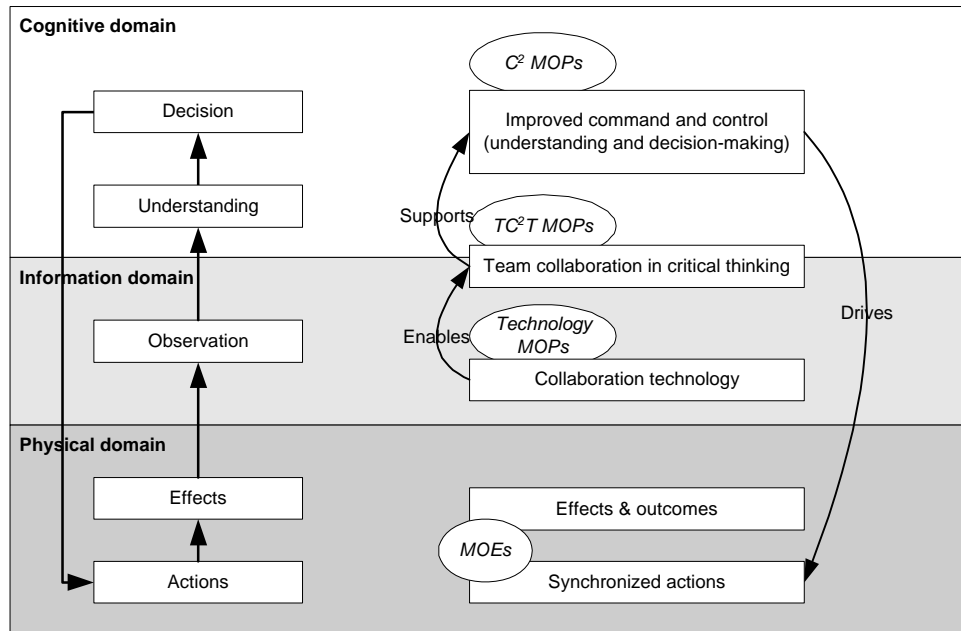 Cognitive domain
C² MOPs
Decision
Improved command and control
(understanding and decision-making)
Understanding
Supports
TC²T MOPs
Team collaboration in critical thinking
Information domain
Observation
Enables
Technology
MOPs
Drives
Collaboration technology
Physical domain
Effects
Effects & outcomes
MOEs
Actions
Synchronized actions